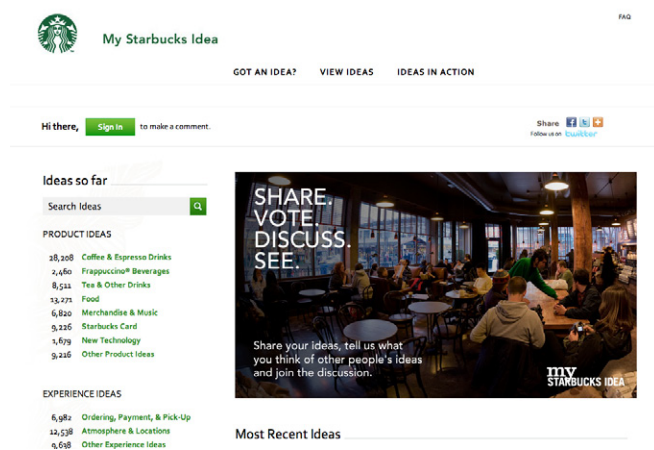 FAQ
My Starbucks Idea
GOT AN IDEA? VIEW IDEAS IDEAS IN ACTION
Hi there, Sign In to make a comment.
Share
Follow us on twitter
Ideas so far
Search Ideas
PRODUCT IDEAS
18,208 Coffee & Espresso Drinks
2,460 Frappuccino® Beverages
8,511 Tea & Other Drinks
13,271 Food
6,820 Merchandise & Music
9,226 Starbucks Card
1,679 New Technology
9,216 Other Product Ideas
EXPERIENCE IDEAS
6,982 Ordering, Payment, & Pick-Up
12,538 Atmosphere & Locations
9,638 Other Experience Ideas
SHARE.
VOTE.
DISCUSS.
SEE.
Share your ideas, tell us what
you think of other people's ideas
and join the discussion.
my
STARBUCKS IDEA
Most Recent Ideas